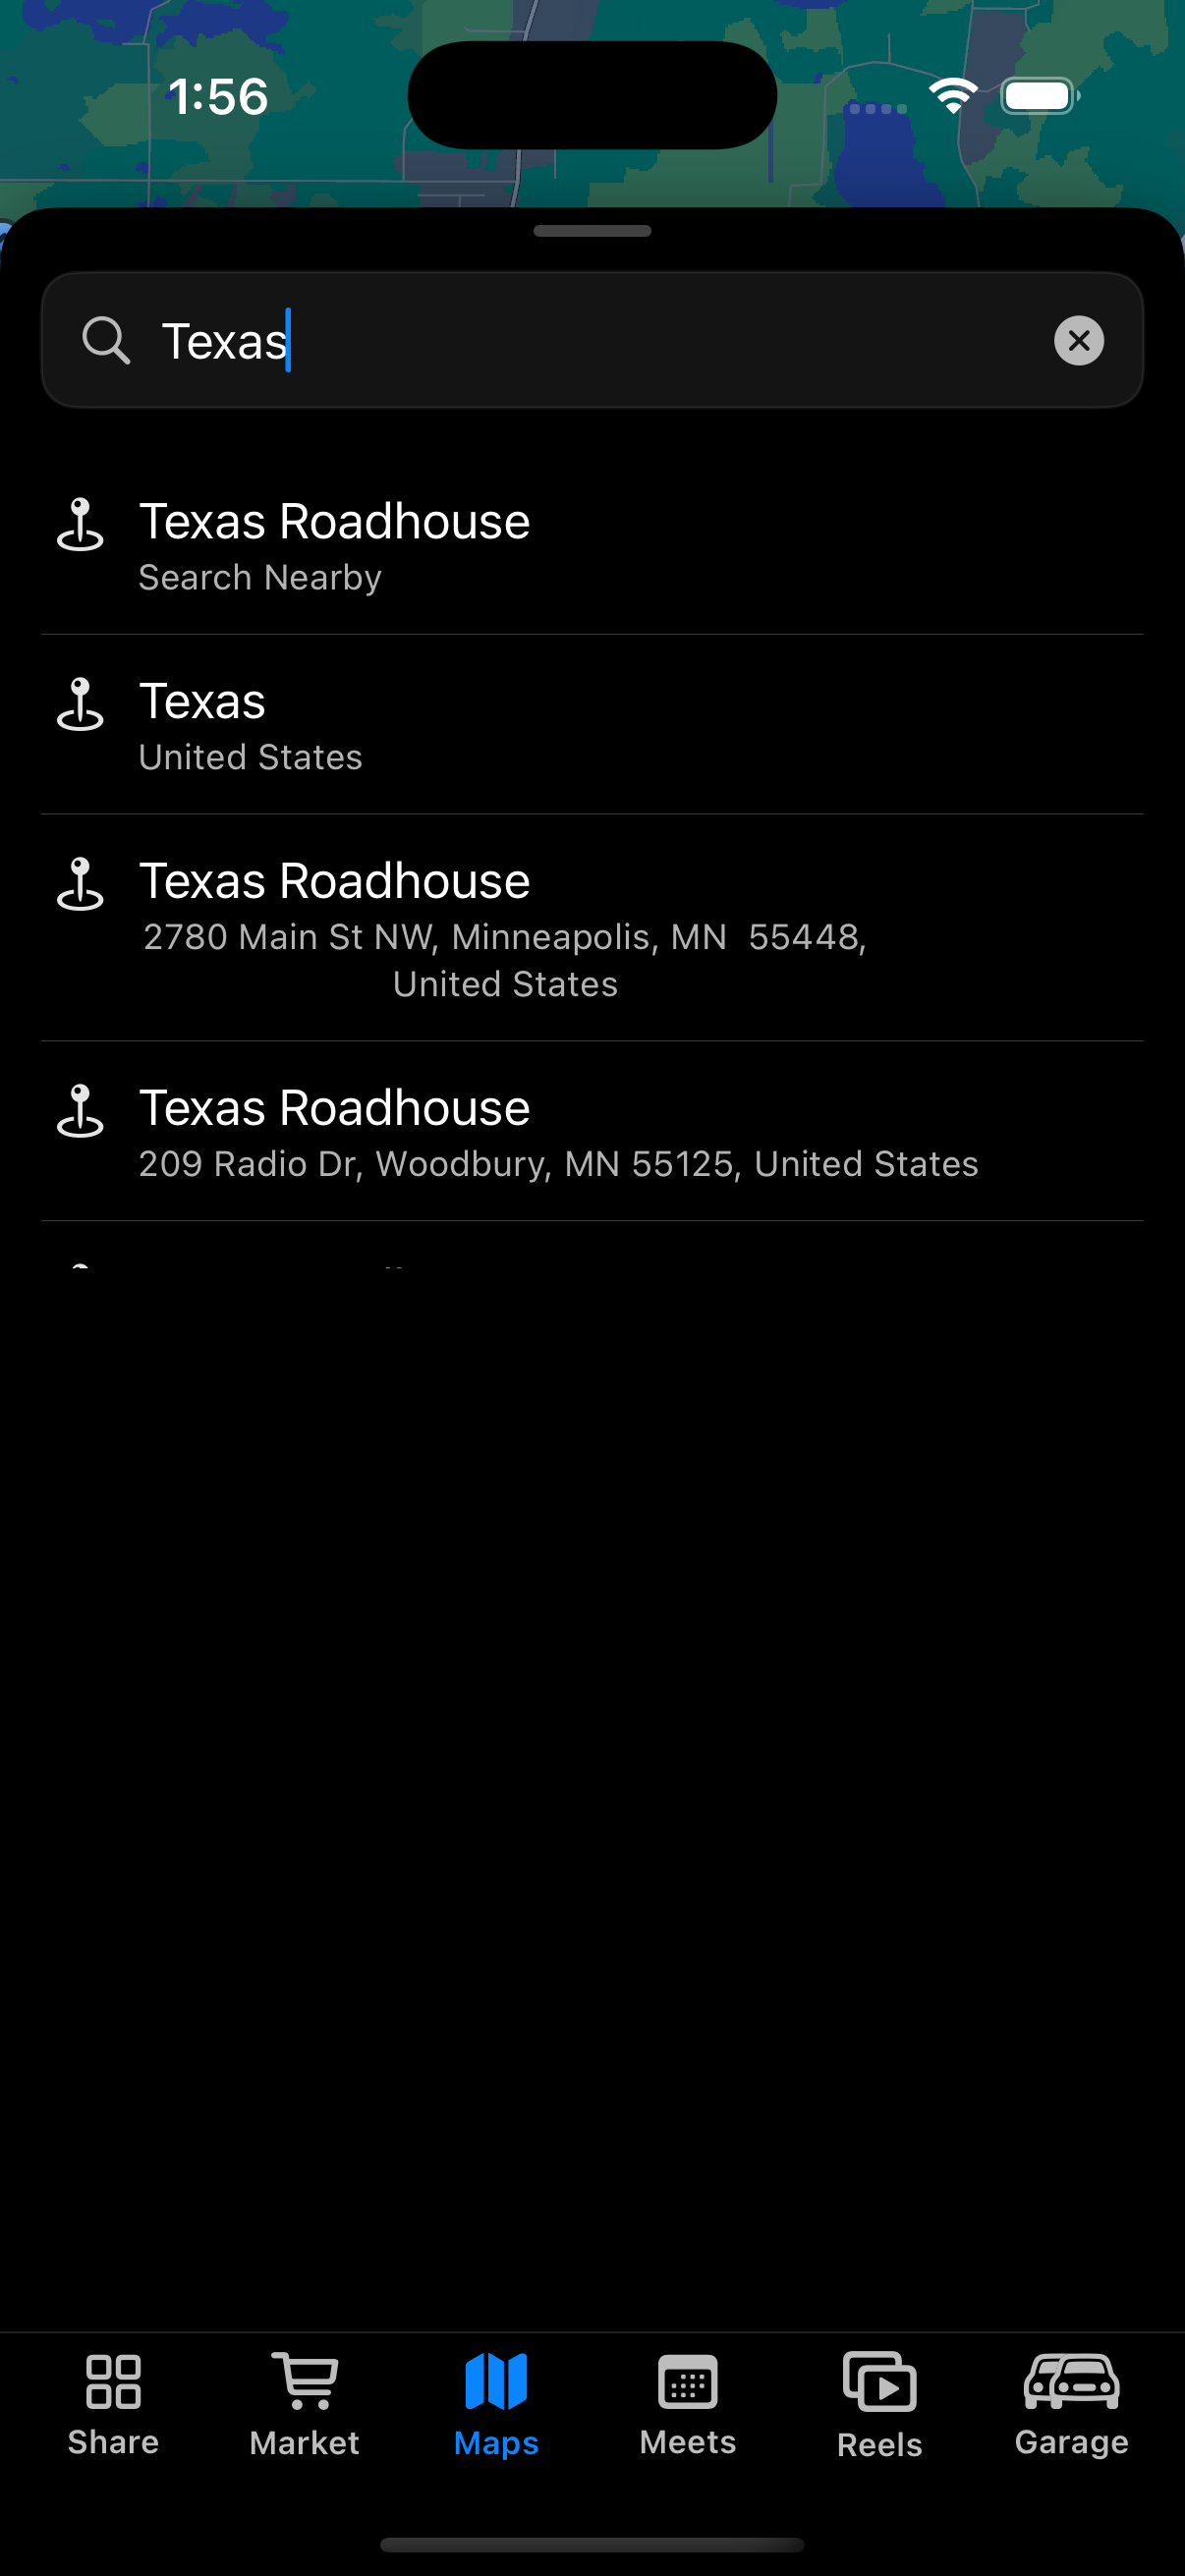 1:56
Texas
Texas Roadhouse
Search Nearby
Texas
United States
Texas Roadhouse
2780 Main St NW, Minneapolis, MN  55448,
United States
Texas Roadhouse
209 Radio Dr, Woodbury, MN 55125, United States
Share
Market
Maps
Meets
Reels
Garage